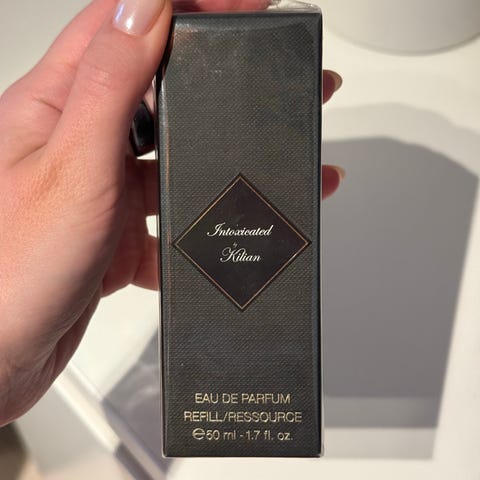 Intoxicated
by
Kilian
EAU DE PARFUM
REFILL/RESSOURCE
℮50 ml - 1.7 fl. oz.